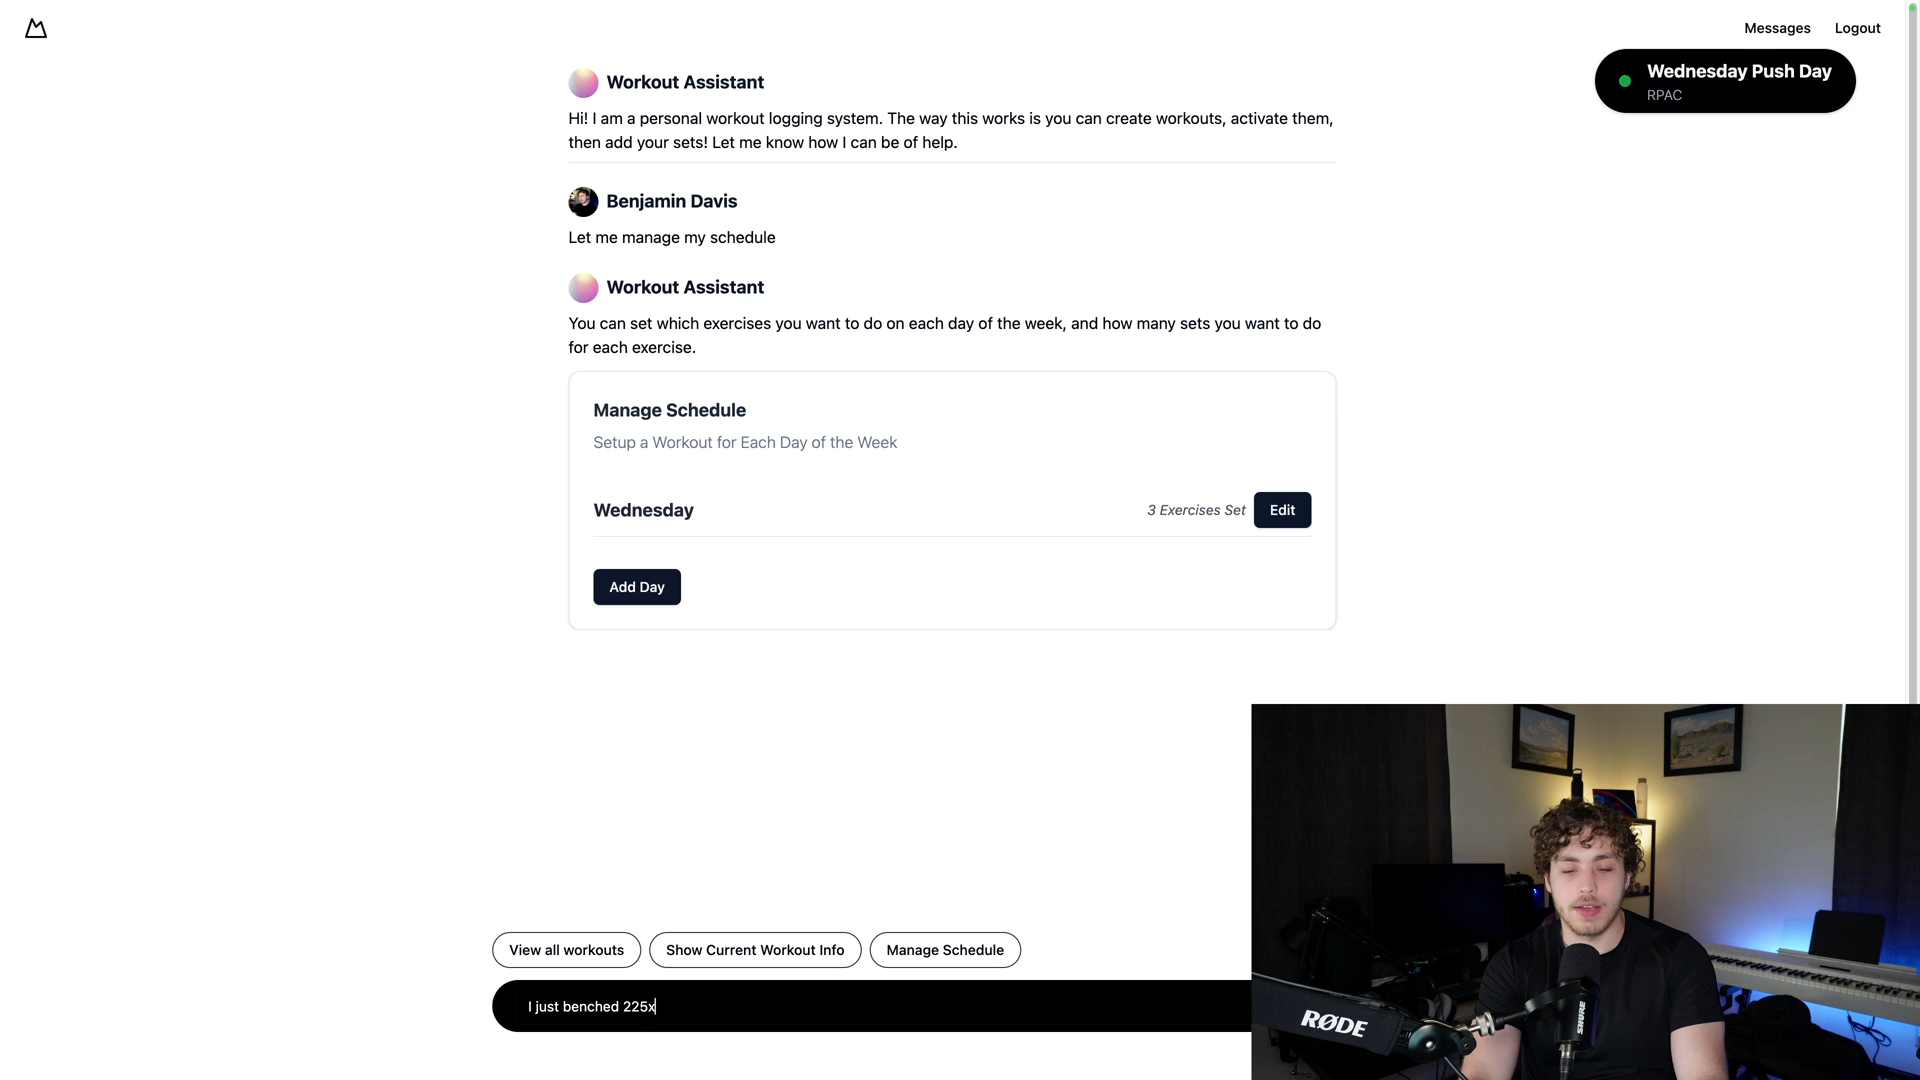 Messages
Logout
Wednesday Push Day
RPAC
Workout Assistant
Hi! I am a personal workout logging system. The way this works is you can create workouts, activate them,
then add your sets! Let me know how I can be of help.
Benjamin Davis
Let me manage my schedule
Workout Assistant
You can set which exercises you want to do on each day of the week, and how many sets you want to do
for each exercise.
Manage Schedule
Setup a Workout for Each Day of the Week
Wednesday
3 Exercises Set
Edit
Add Day
View all workouts
Show Current Workout Info
Manage Schedule
I just benched 225x
RØDE
SHURE